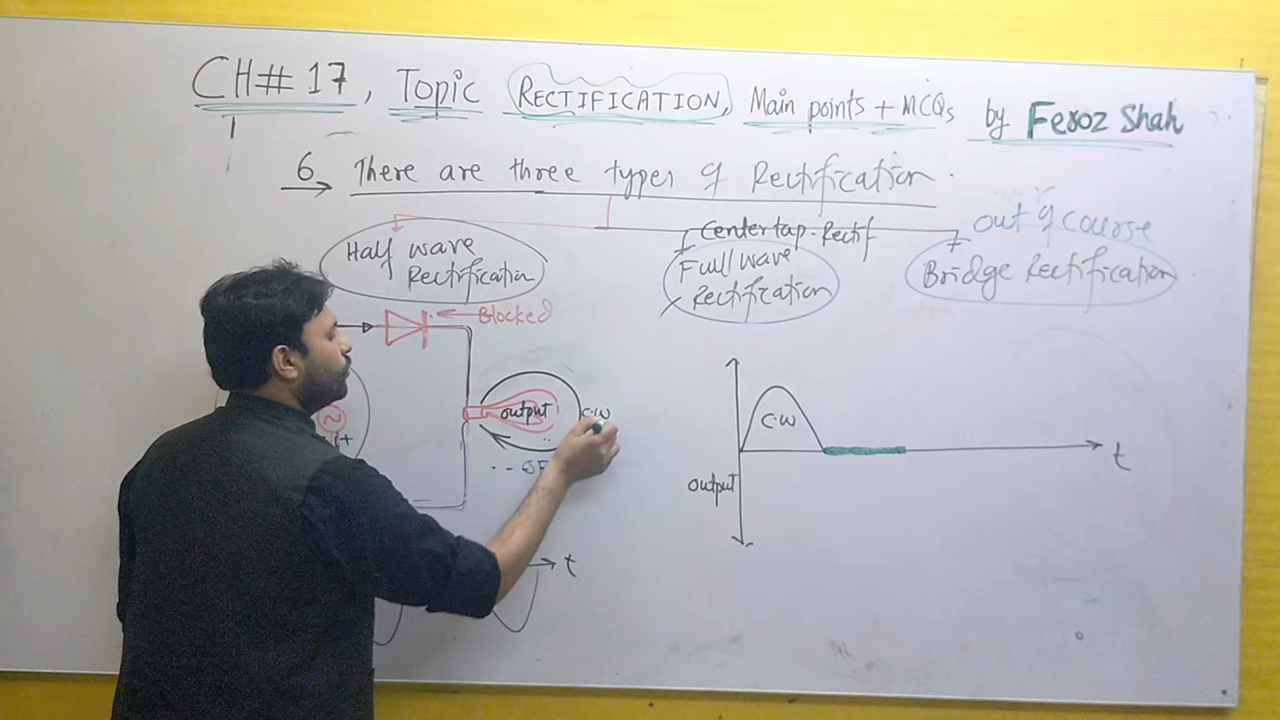 CH# 17, Topic RECTIFICATION, Main points + MCQs by Feroz Shah
6 There are three types of Rectification.
out of course
Center tap. Rectif
Half wave
Rectification
Full wave
Rectification
Bridge Rectification
Blocked
output
C.W
+
t
C.W
output
t